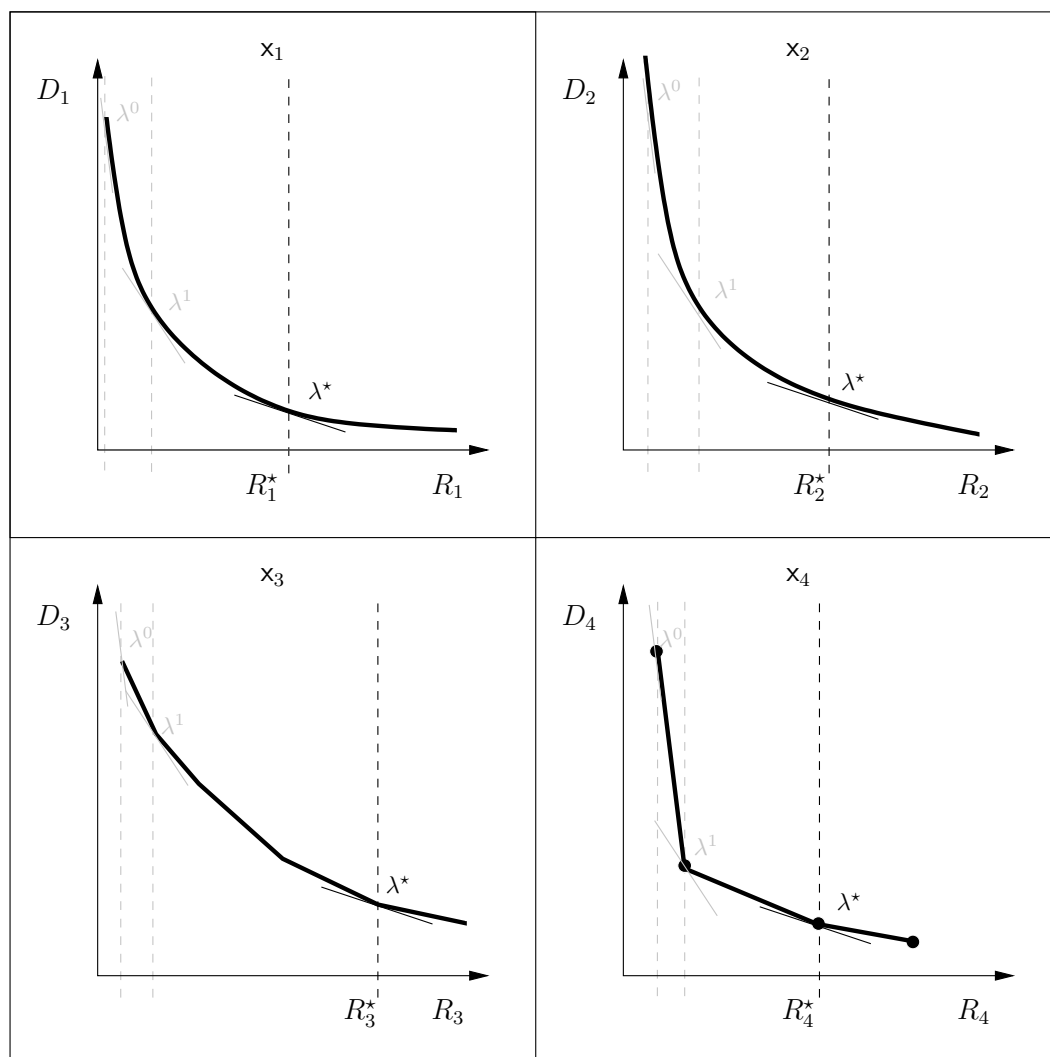 x₁
D₁
λ⁰
λ¹
λ⋆
R₁⋆
R₁
x₂
D₂
λ⁰
λ¹
λ⋆
R₂⋆
R₂
x₃
D₃
λ⁰
λ¹
λ⋆
R₃⋆
R₃
x₄
D₄
λ⁰
λ¹
λ⋆
R₄⋆
R₄